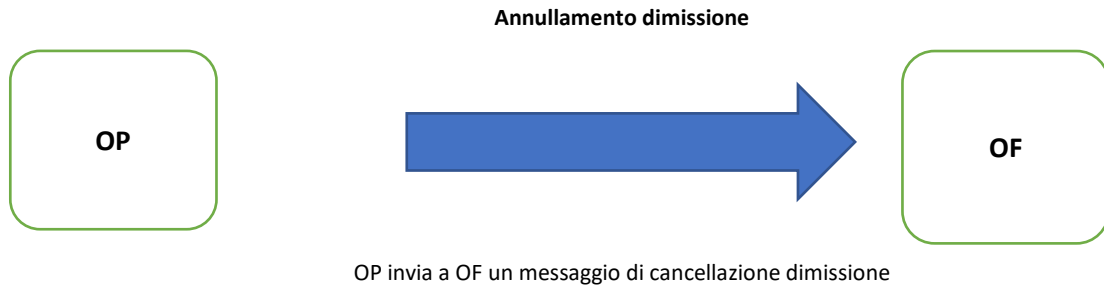 Annullamento dimissione
OP
OF
OP invia a OF un messaggio di cancellazione dimissione